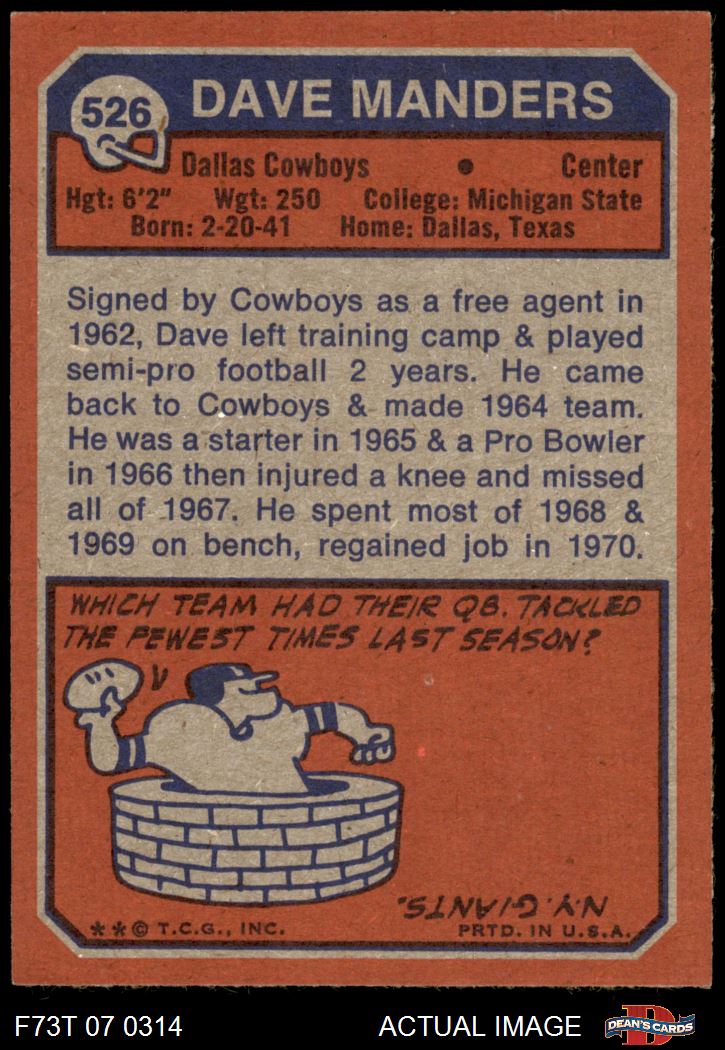 526
DAVE MANDERS
Dallas Cowboys • Center
Hgt: 6'2" Wgt: 250 College: Michigan State
Born: 2-20-41 Home: Dallas, Texas
Signed by Cowboys as a free agent in
1962, Dave left training camp & played
semi-pro football 2 years. He came
back to Cowboys & made 1964 team.
He was a starter in 1965 & a Pro Bowler
in 1966 then injured a knee and missed
all of 1967. He spent most of 1968 &
1969 on bench, regained job in 1970.
WHICH TEAM HAD THEIR QB. TACKLED
THE FEWEST TIMES LAST SEASON?
N.Y. GIANTS.
**© T.C.G., INC. PRTD. IN U.S.A.
F73T 07 0314 ACTUAL IMAGE
D
DEAN'S CARDS